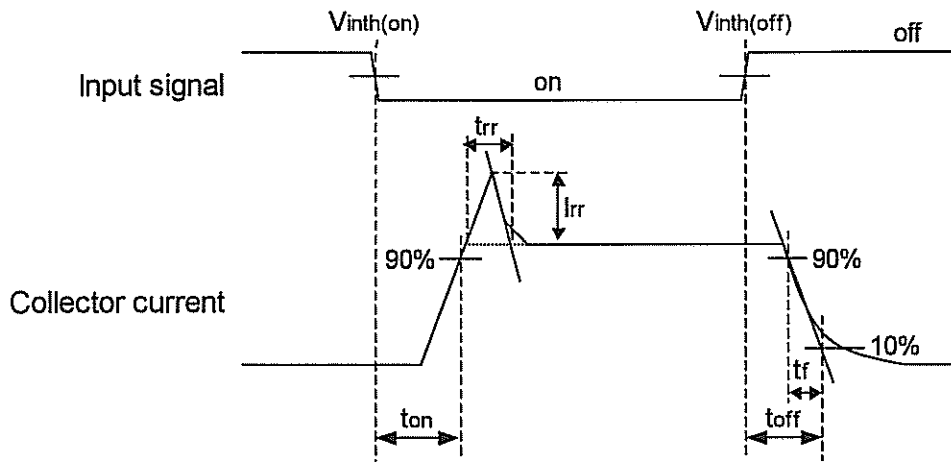 Vinth(on)
Vinth(off)
off
Input signal
on
trr
Irr
90%
90%
Collector current
10%
tf
ton
toff